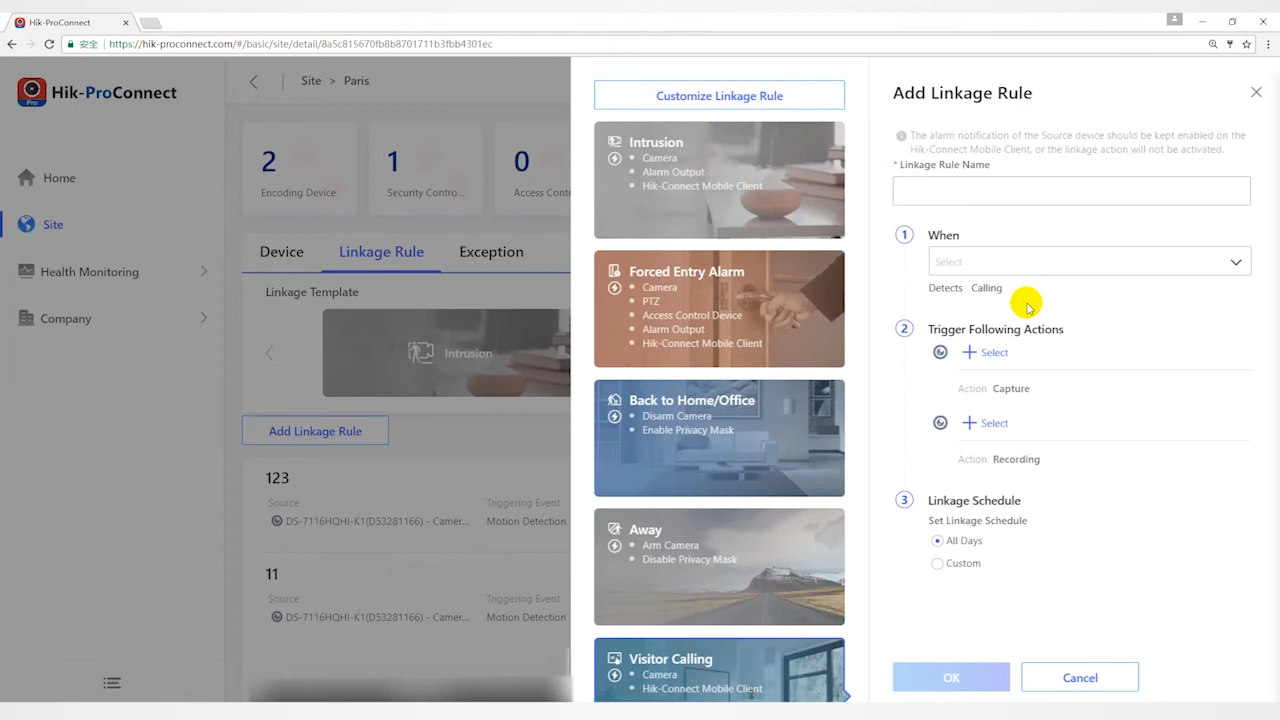 Hik-ProConnect
安全
https://hik-proconnect.com/#/basic/site/detail/8a5c815670fb8b8701711b3fbb4301ec
Pro
Hik-ProConnect
Home
Site
Health Monitoring
Company
Site > Paris
2
Encoding Device
1
Security Contro...
0
Access Contr
Device
Linkage Rule
Exception
Linkage Template
Intrusion
Add Linkage Rule
123
Source
Triggering Event
DS-7116HQHI-K1(D53281166) - Camer...
Motion Detection
11
Source
Triggering Event
DS-7116HQHI-K1(D53281166) - Camer...
Motion Detection
Customize Linkage Rule
Intrusion
Camera
Alarm Output
Hik-Connect Mobile Client
Forced Entry Alarm
Camera
PTZ
Access Control Device
Alarm Output
Hik-Connect Mobile Client
Back to Home/Office
Disarm Camera
Enable Privacy Mask
Away
Arm Camera
Disable Privacy Mask
Visitor Calling
Camera
Hik-Connect Mobile Client
Add Linkage Rule
The alarm notification of the Source device should be kept enabled on the
Hik-Connect Mobile Client, or the linkage action will not be activated.
* Linkage Rule Name
1 When
Select
Detects Calling
2 Trigger Following Actions
+ Select
Action Capture
+ Select
Action Recording
3 Linkage Schedule
Set Linkage Schedule
All Days
Custom
OK
Cancel